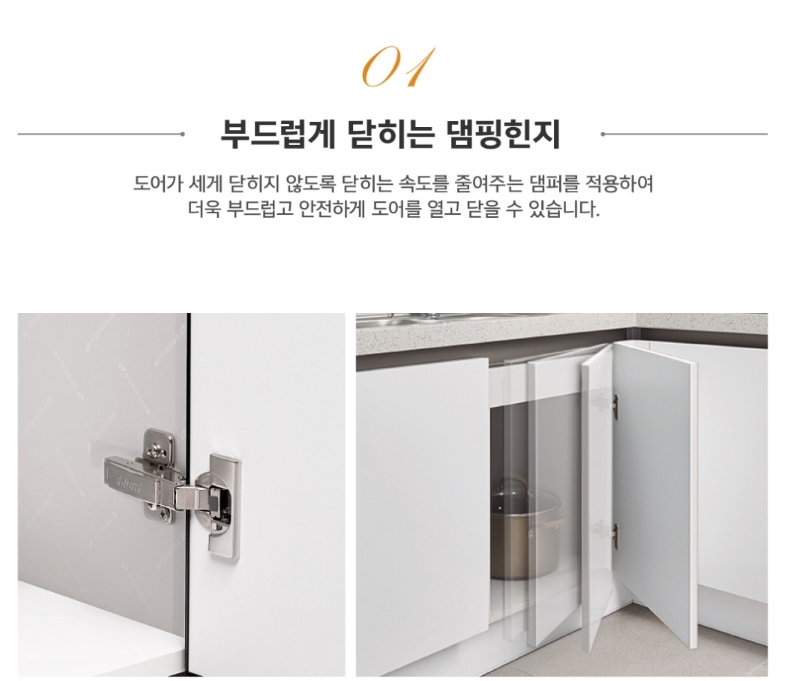 01
부드럽게 닫히는 댐핑힌지
도어가 세게 닫히지 않도록 닫히는 속도를 줄여주는 댐퍼를 적용하여
더욱 부드럽고 안전하게 도어를 열고 닫을 수 있습니다.
blum